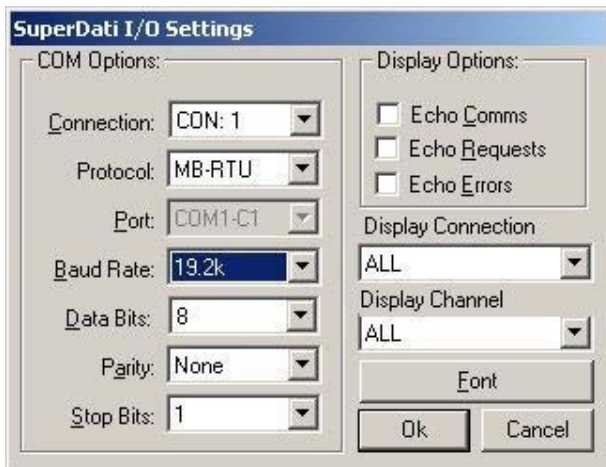 SuperDati I/O Settings
COM Options:
Connection: CON: 1
Protocol: MB-RTU
Port: COM1-C1
Baud Rate: 19.2k
Data Bits: 8
Parity: None
Stop Bits: 1
Display Options:
Echo Comms
Echo Requests
Echo Errors
Display Connection
ALL
Display Channel
ALL
Font
Ok Cancel